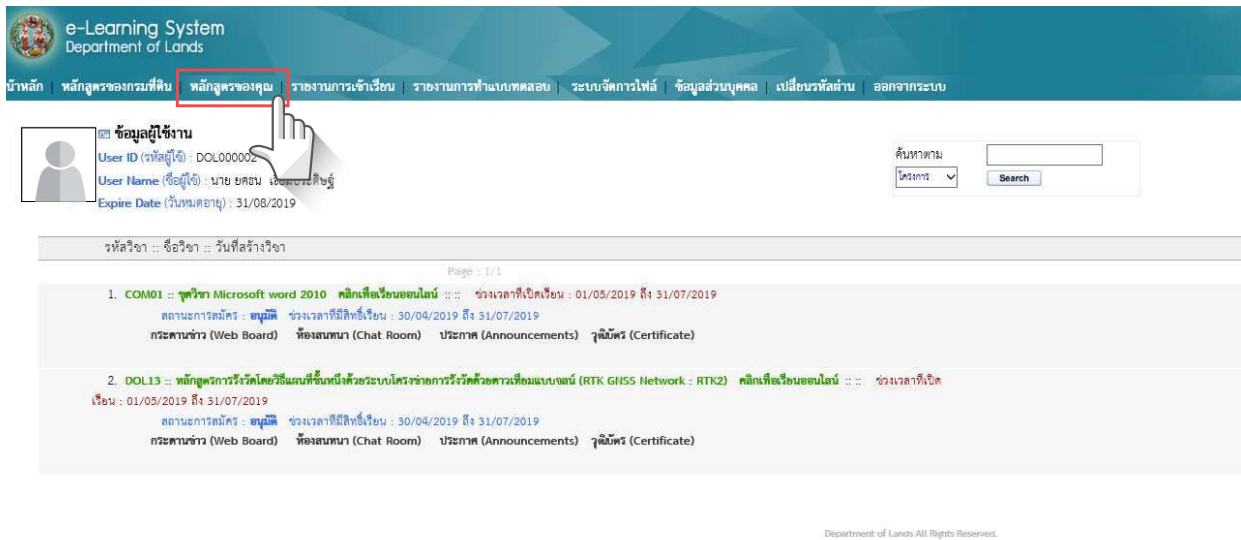 e-Learning System
Department of Lands
น้าหลัก | หลักสูตรของกรมที่ดิน | หลักสูตรของคุณ | รายงานการเข้าเรียน | รายงานการทำแบบทดสอบ | ระบบจัดการไฟล์ | ข้อมูลส่วนบุคคล | เปลี่ยนรหัสผ่าน | ออกจากระบบ
ข้อมูลผู้ใช้งาน
User ID (รหัสผู้ใช้) : DOL000002
User Name (ชื่อผู้ใช้) : นาย
Expire Date (วันหมดอายุ) : 31/08/2019
ค้นหาตาม
โครงการ Search
รหัสวิชา :: ชื่อวิชา :: วันที่สร้างวิชา
Page : 1/1
1. COM01 :: ชุดวิชา Microsoft word 2010 คลิกเพื่อเรียนออนไลน์ :: :: ช่วงเวลาที่เปิดเรียน : 01/05/2019 ถึง 31/07/2019
สถานะการสมัคร : อนุมัติ ช่วงเวลาที่มีสิทธิ์เรียน : 30/04/2019 ถึง 31/07/2019
กระดานข่าว (Web Board) ห้องสนทนา (Chat Room) ประกาศ (Announcements) วุฒิบัตร (Certificate)
2. DOL13 :: หลักสูตรการรังวัดโดยวิธีแผนที่ชั้นหนึ่งด้วยระบบโครงข่ายการรังวัดด้วยดาวเทียมแบบจลน์ (RTK GNSS Network : RTK2) คลิกเพื่อเรียนออนไลน์ :: :: ช่วงเวลาที่เปิด
เรียน : 01/05/2019 ถึง 31/07/2019
สถานะการสมัคร : อนุมัติ ช่วงเวลาที่มีสิทธิ์เรียน : 30/04/2019 ถึง 31/07/2019
กระดานข่าว (Web Board) ห้องสนทนา (Chat Room) ประกาศ (Announcements) วุฒิบัตร (Certificate)
Department of Lands All Rights Reserved.